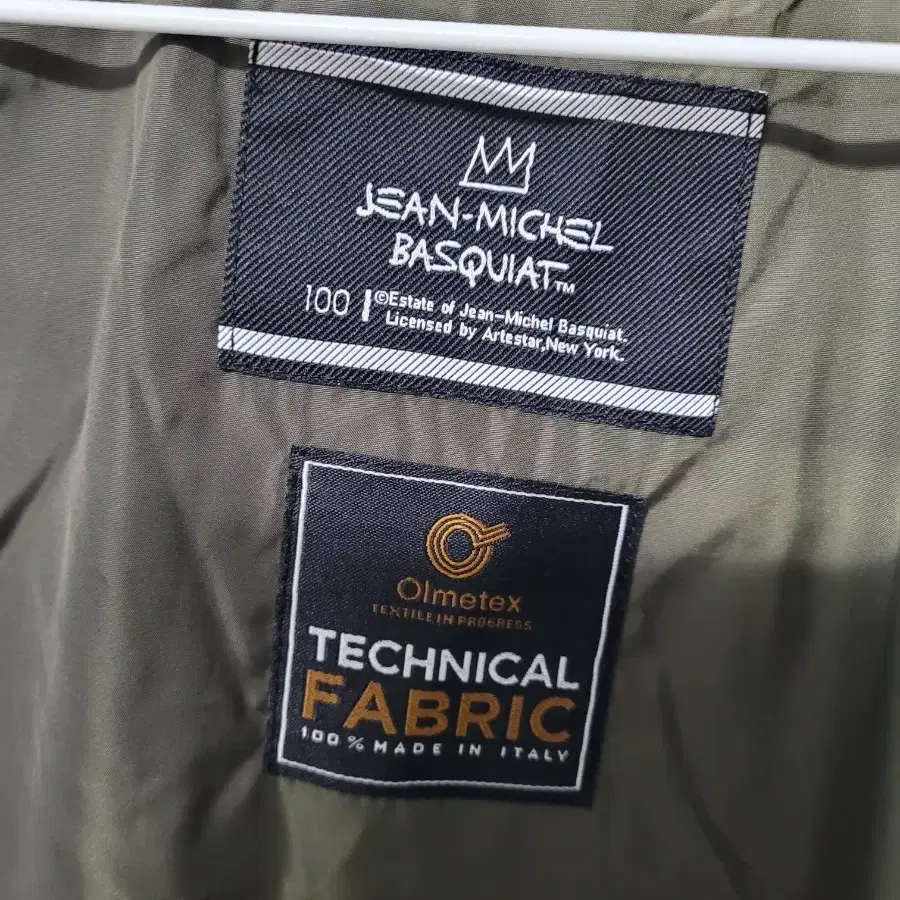 JEAN-MICHEL
BASQUIAT™
100
©Estate of Jean-Michel Basquiat.
Licensed by Artestar,New York.
Olmetex
TEXTILE IN PROGRESS
TECHNICAL
FABRIC
100% MADE IN ITALY